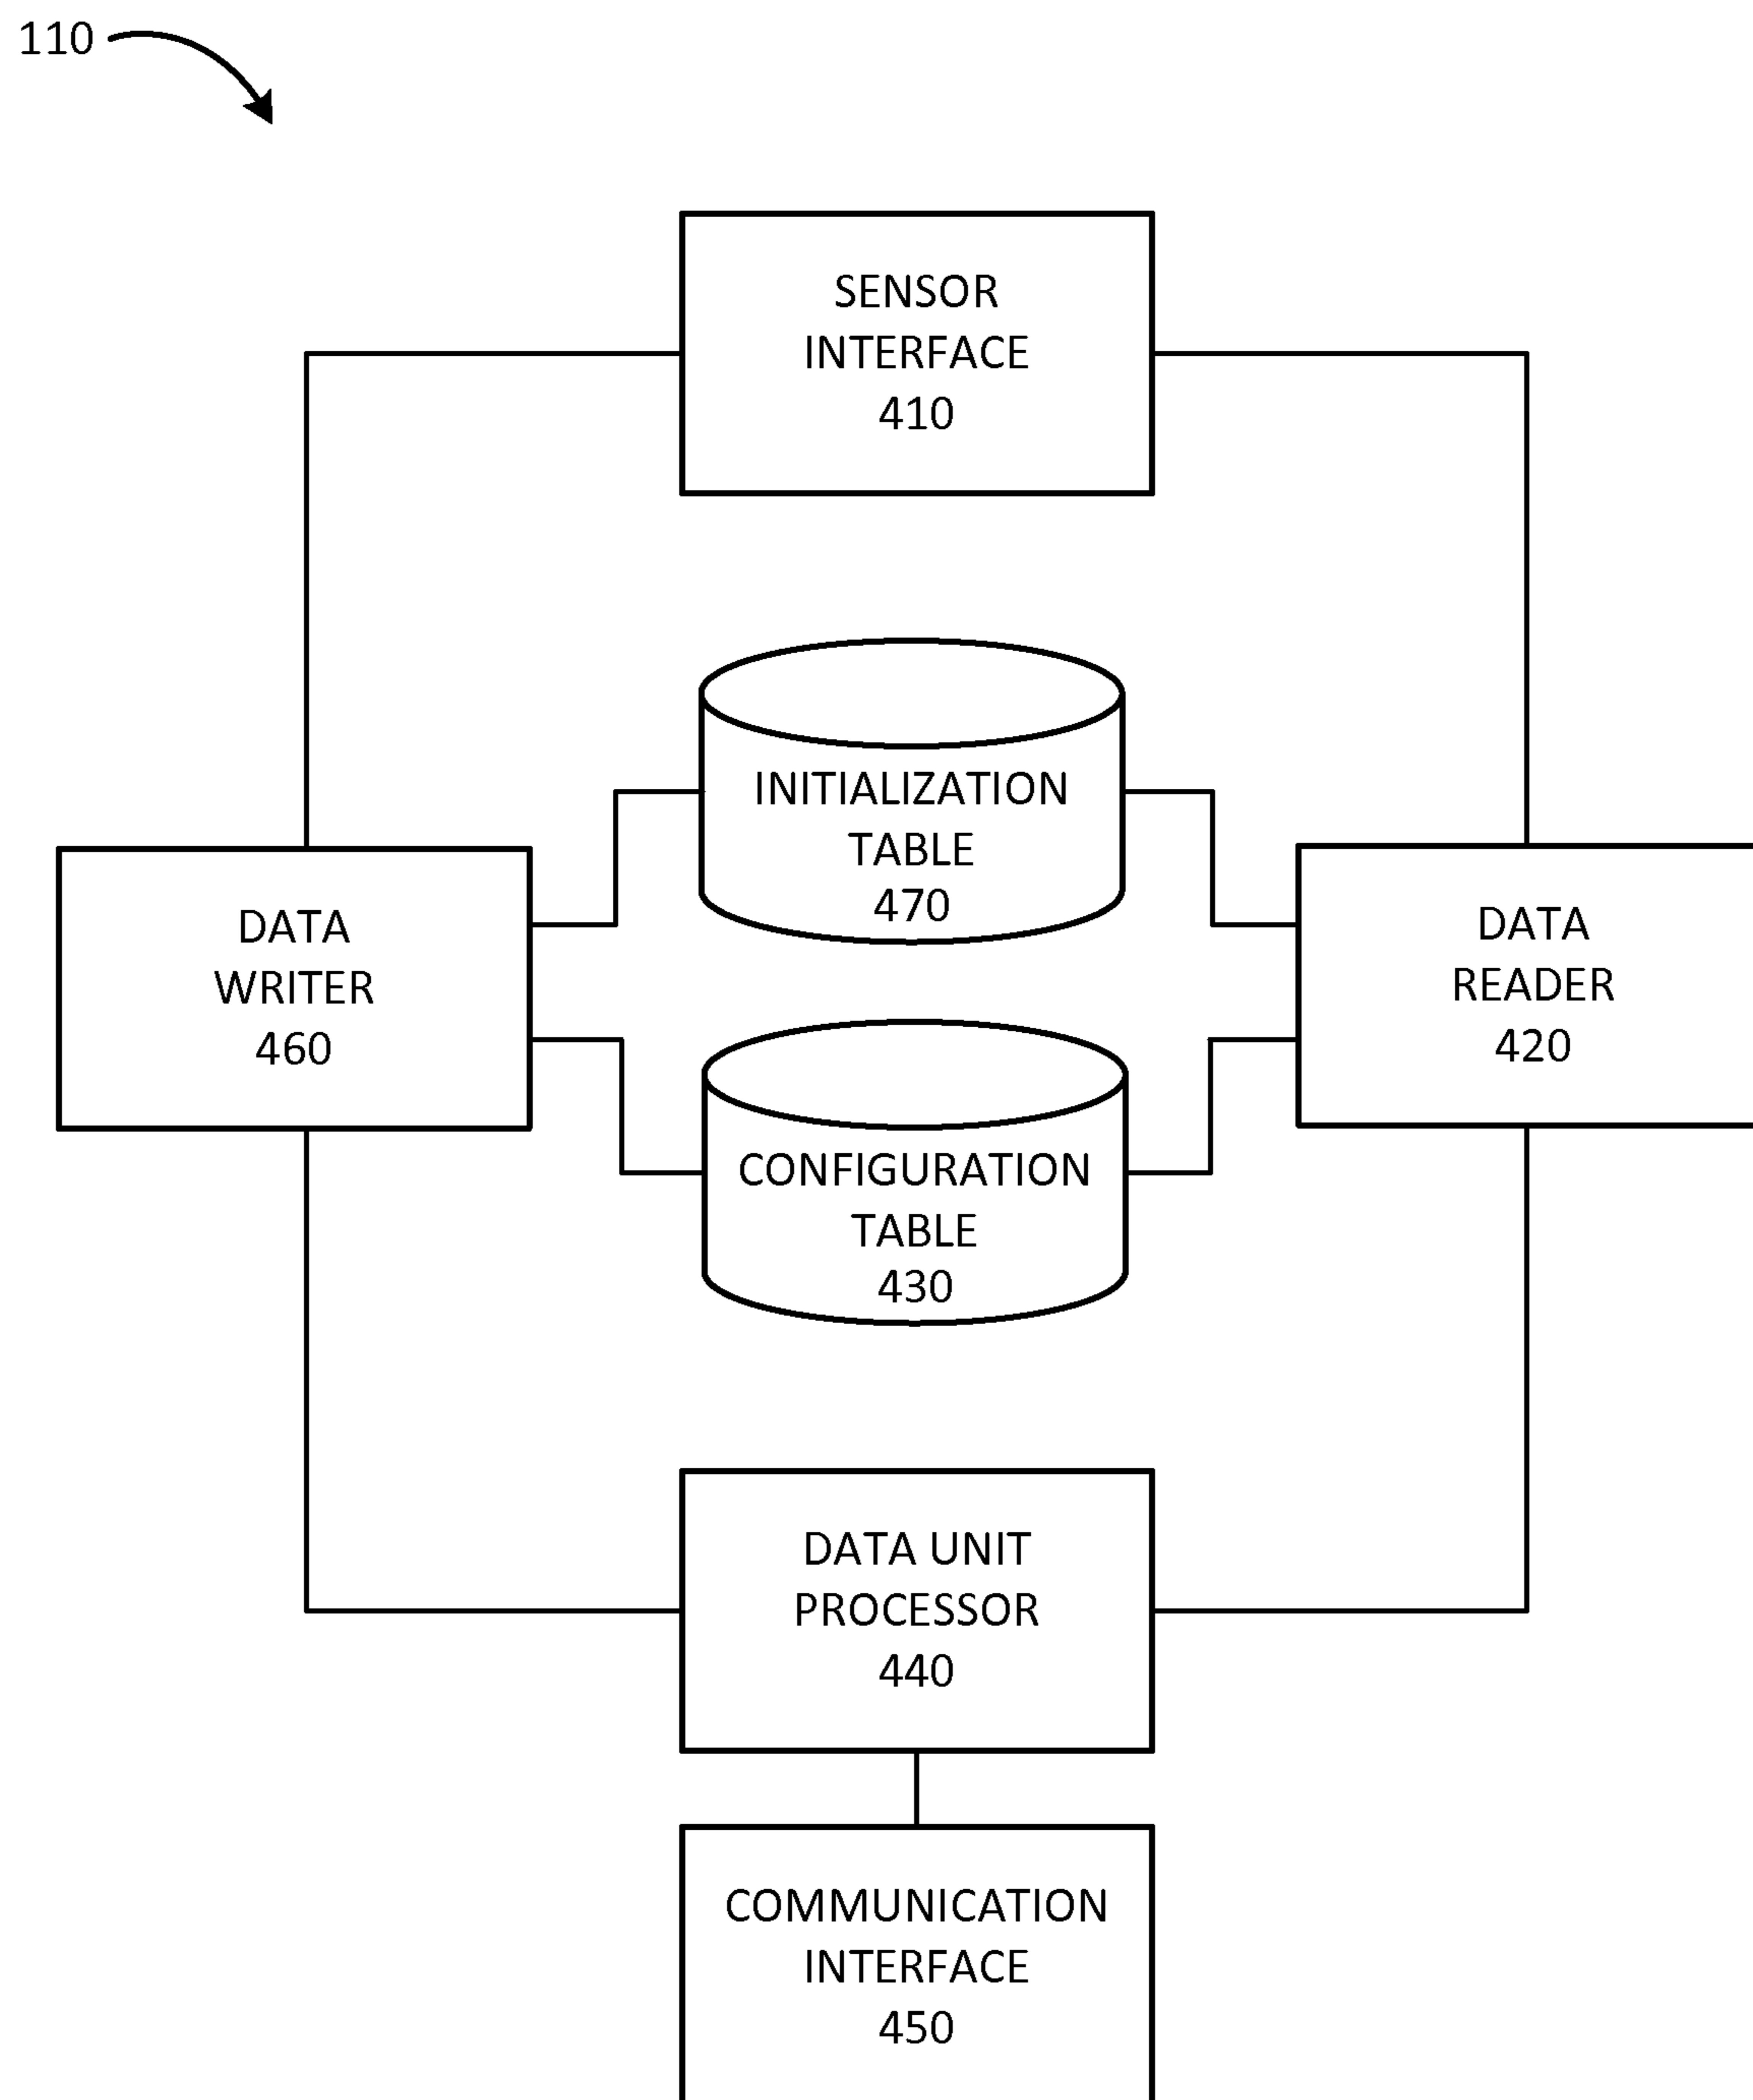 110
SENSOR
INTERFACE
410
INITIALIZATION
TABLE
470
DATA
WRITER
460
DATA
READER
420
CONFIGURATION
TABLE
430
DATA UNIT
PROCESSOR
440
COMMUNICATION
INTERFACE
450